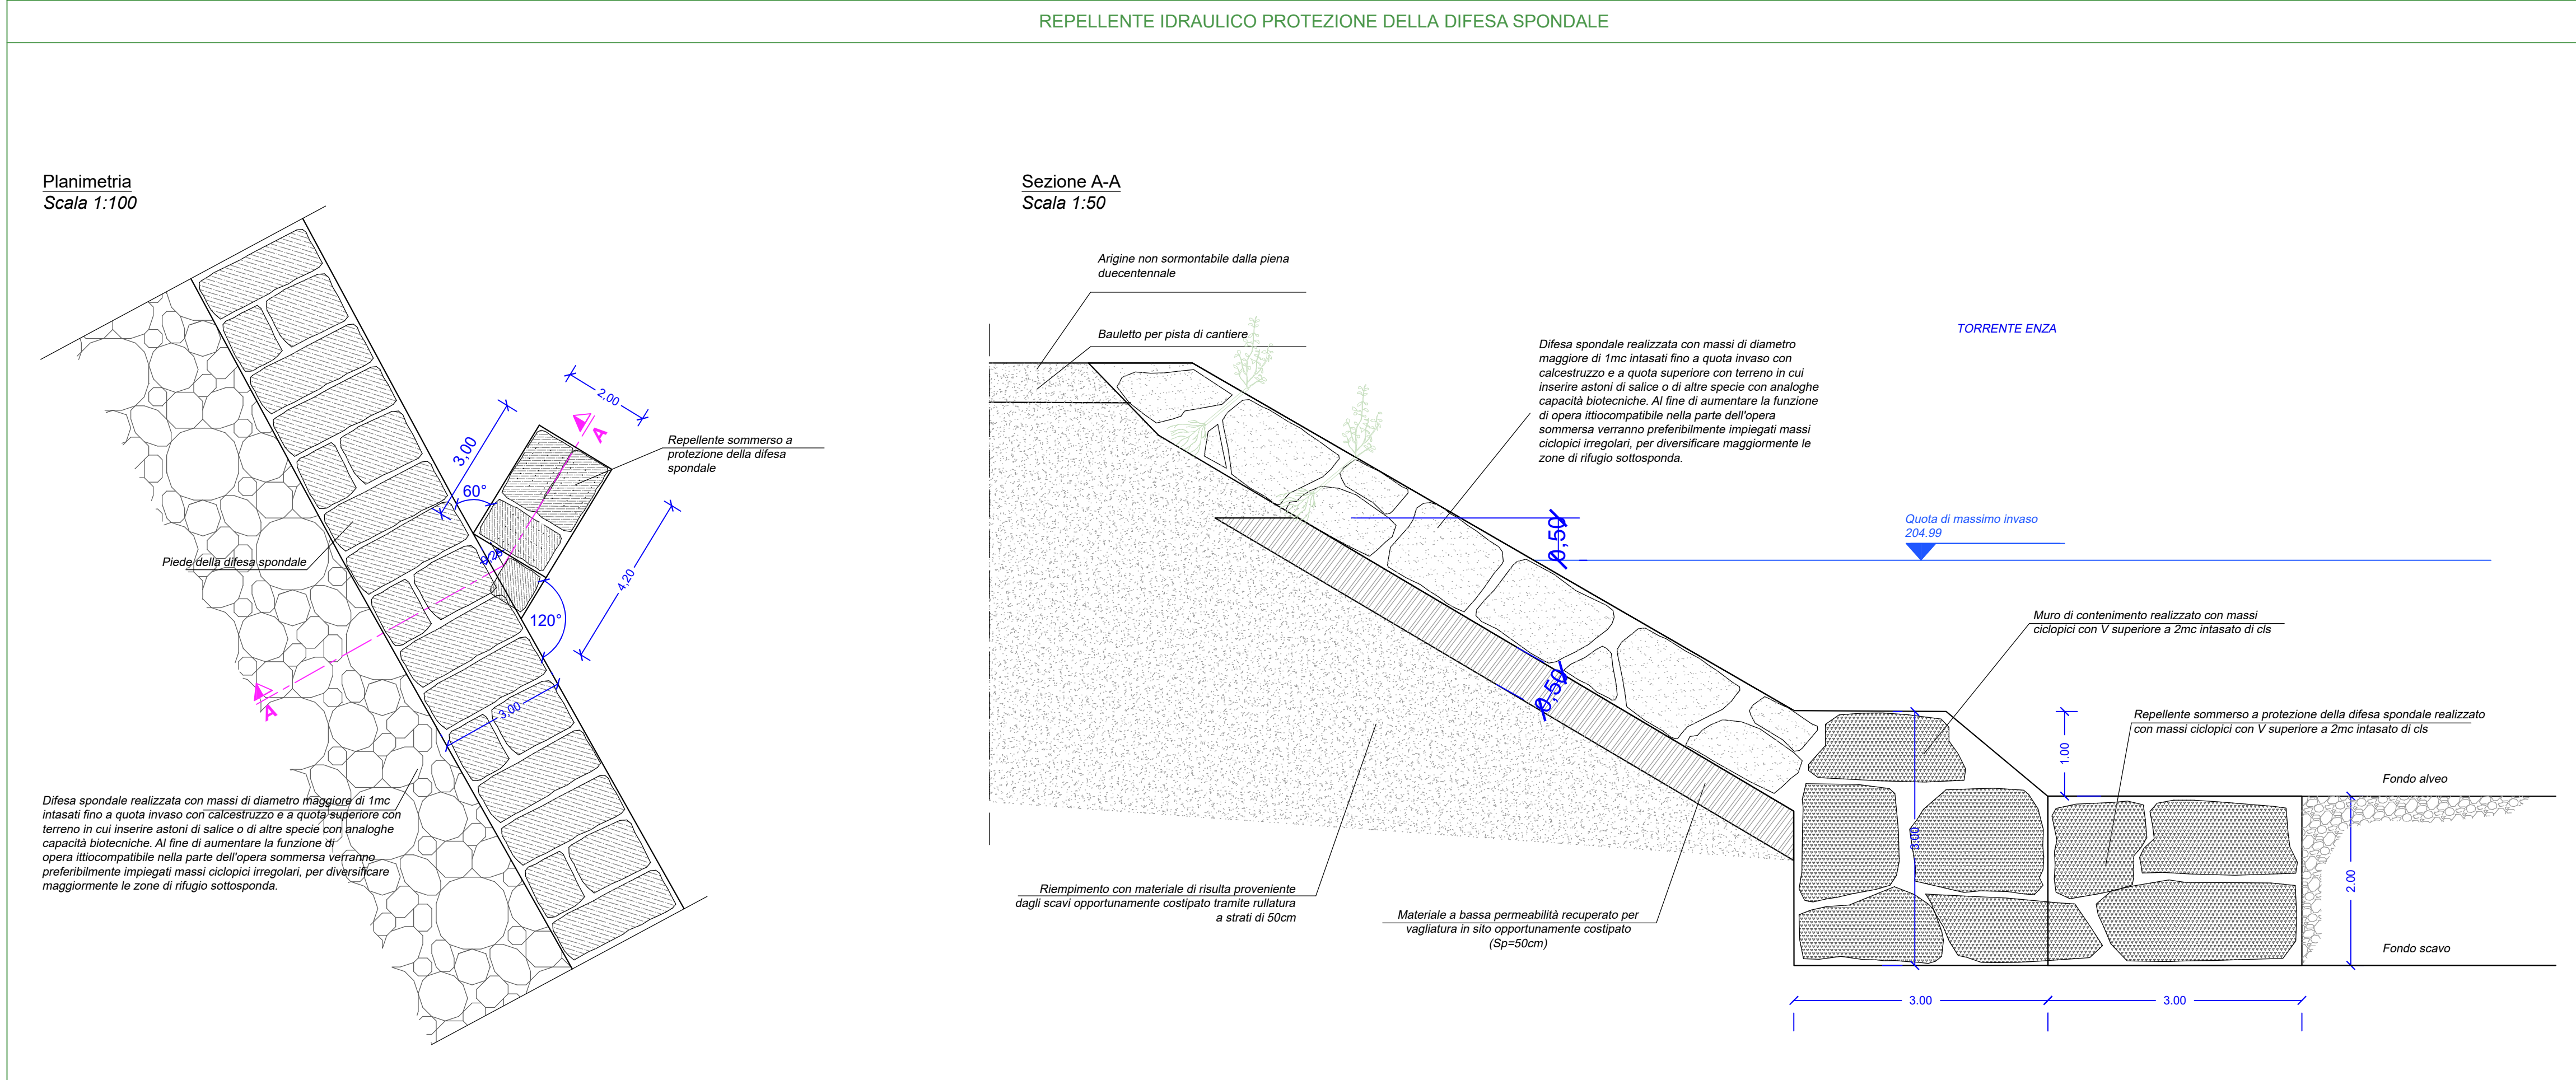 REPELLENTE IDRAULICO PROTEZIONE DELLA DIFESA SPONDALE
Planimetria
Scala 1:100
2,00
A
3,00
60°
Repellente sommerso a
protezione della difesa
spondale
Piede della difesa spondale
4,20
120°
A
3,00
Difesa spondale realizzata con massi di diametro maggiore di 1mc
intasati fino a quota invaso con calcestruzzo e a quota superiore con
terreno in cui inserire astoni di salice o di altre specie con analoghe
capacità biotecniche. Al fine di aumentare la funzione di
opera ittiocompatibile nella parte dell'opera sommersa verranno
preferibilmente impiegati massi ciclopici irregolari, per diversificare
maggiormente le zone di rifugio sottosponda.
Sezione A-A
Scala 1:50
Arigine non sormontabile dalla piena
duecentennale
Bauletto per pista di cantiere
Difesa spondale realizzata con massi di diametro
maggiore di 1mc intasati fino a quota invaso con
calcestruzzo e a quota superiore con terreno in cui
inserire astoni di salice o di altre specie con analoghe
capacità biotecniche. Al fine di aumentare la funzione
di opera ittiocompatibile nella parte dell'opera
sommersa verranno preferibilmente impiegati massi
ciclopici irregolari, per diversificare maggiormente le
zone di rifugio sottosponda.
TORRENTE ENZA
0,50
Quota di massimo invaso
204.99
Muro di contenimento realizzato con massi
ciclopici con V superiore a 2mc intasato di cls
0,50
Repellente sommerso a protezione della difesa spondale realizzato
con massi ciclopici con V superiore a 2mc intasato di cls
1.00
Fondo alveo
3.00
2.00
Riempimento con materiale di risulta proveniente
dagli scavi opportunamente costipato tramite rullatura
a strati di 50cm
Materiale a bassa permeabilità recuperato per
vagliatura in sito opportunamente costipato
(Sp=50cm)
Fondo scavo
3.00
3.00